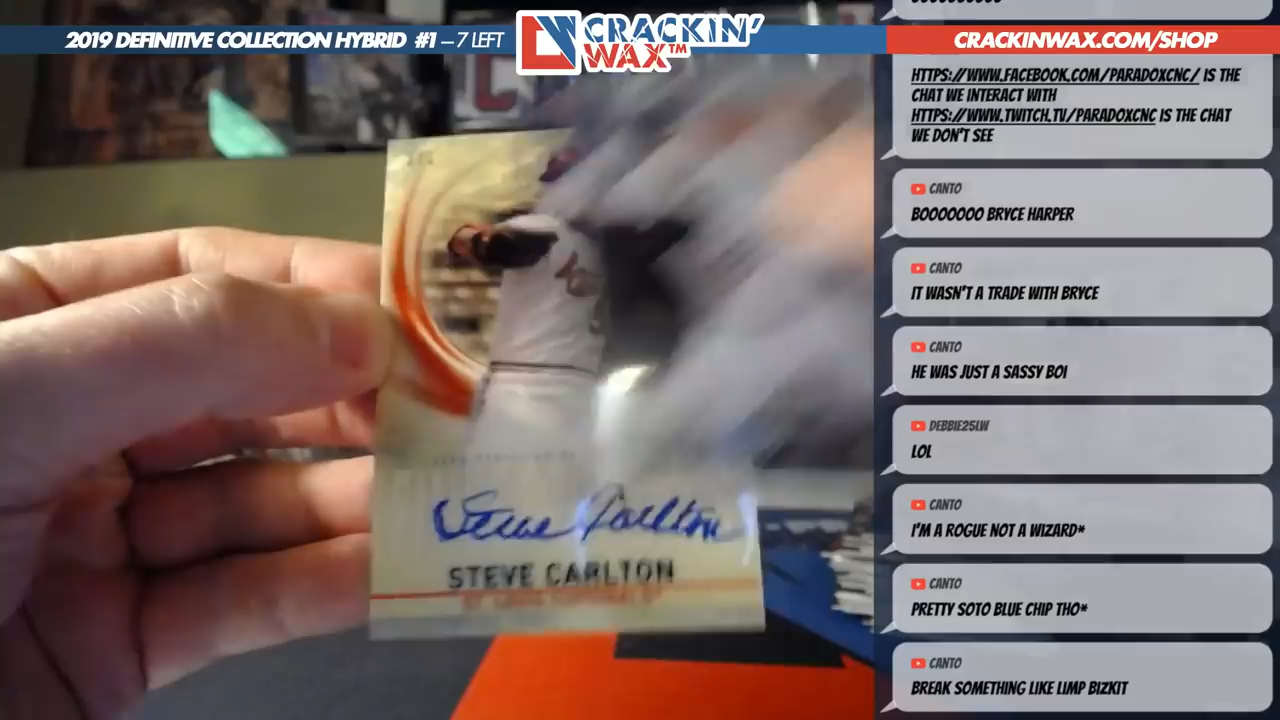 2019 DEFINITIVE COLLECTION HYBRID #1 – 7 LEFT
CRACKIN'
WAX™
CRACKINWAX.COM/SHOP
HTTPS://WWW.FACEBOOK.COM/PARADOXCNC/ IS THE
CHAT WE INTERACT WITH
HTTPS://WWW.TWITCH.TV/PARADOXCNC IS THE CHAT
WE DON'T SEE
CANTO
BOOOOOOO BRYCE HARPER
CANTO
IT WASN'T A TRADE WITH BRYCE
CANTO
HE WAS JUST A SASSY BOI
DEBBIE25LW
LOL
CANTO
I'M A ROGUE NOT A WIZARD*
CANTO
PRETTY SOTO BLUE CHIP THO*
CANTO
BREAK SOMETHING LIKE LIMP BIZKIT
Steve Carlton
STEVE CARLTON